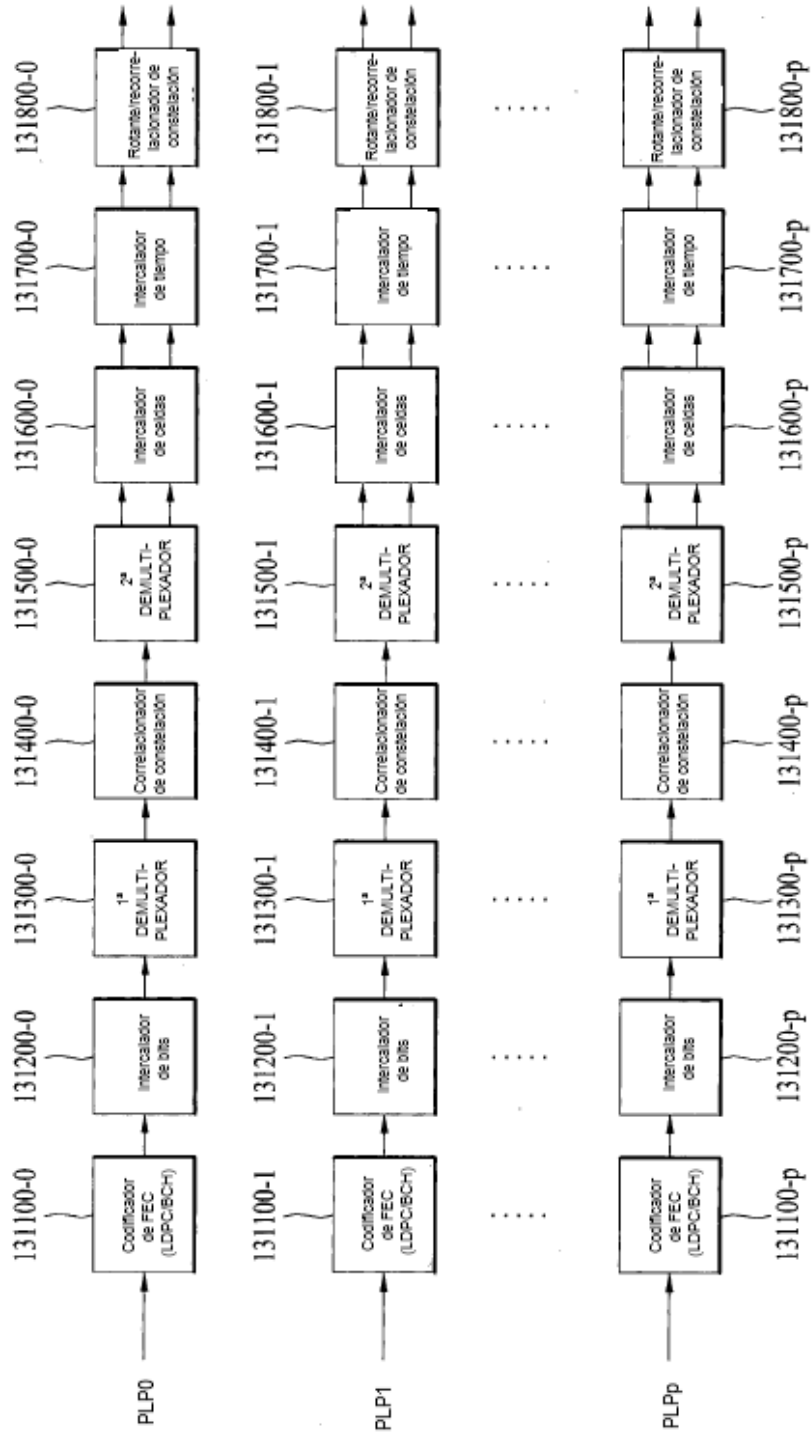 131100-0
131200-0
131300-0
131400-0
131500-0
131600-0
131700-0
131800-0
PLP0
Codificador
de FEC
(LDPC/BCH)
Intercalador
de bits
1ª
DEMULTI-
PLEXADOR
Correlacionador
de constelación
2ª
DEMULTI-
PLEXADOR
Intercalador
de celdas
Intercalador
de tiempo
Rotante/recorre-
lacionador de
constelación
131100-1
131200-1
131300-1
131400-1
131500-1
131600-1
131700-1
131800-1
PLP1
Codificador
de FEC
(LDPC/BCH)
Intercalador
de bits
1ª
DEMULTI-
PLEXADOR
Correlacionador
de constelación
2ª
DEMULTI-
PLEXADOR
Intercalador
de celdas
Intercalador
de tiempo
Rotante/recorre-
lacionador de
constelación
.....
.....
.....
.....
.....
.....
.....
.....
PLPp
Codificador
de FEC
(LDPC/BCH)
Intercalador
de bits
1ª
DEMULTI-
PLEXADOR
Correlacionador
de constelación
2ª
DEMULTI-
PLEXADOR
Intercalador
de celdas
Intercalador
de tiempo
Rotante/recorre-
lacionador de
constelación
131100-p
131200-p
131300-p
131400-p
131500-p
131600-p
131700-p
131800-p